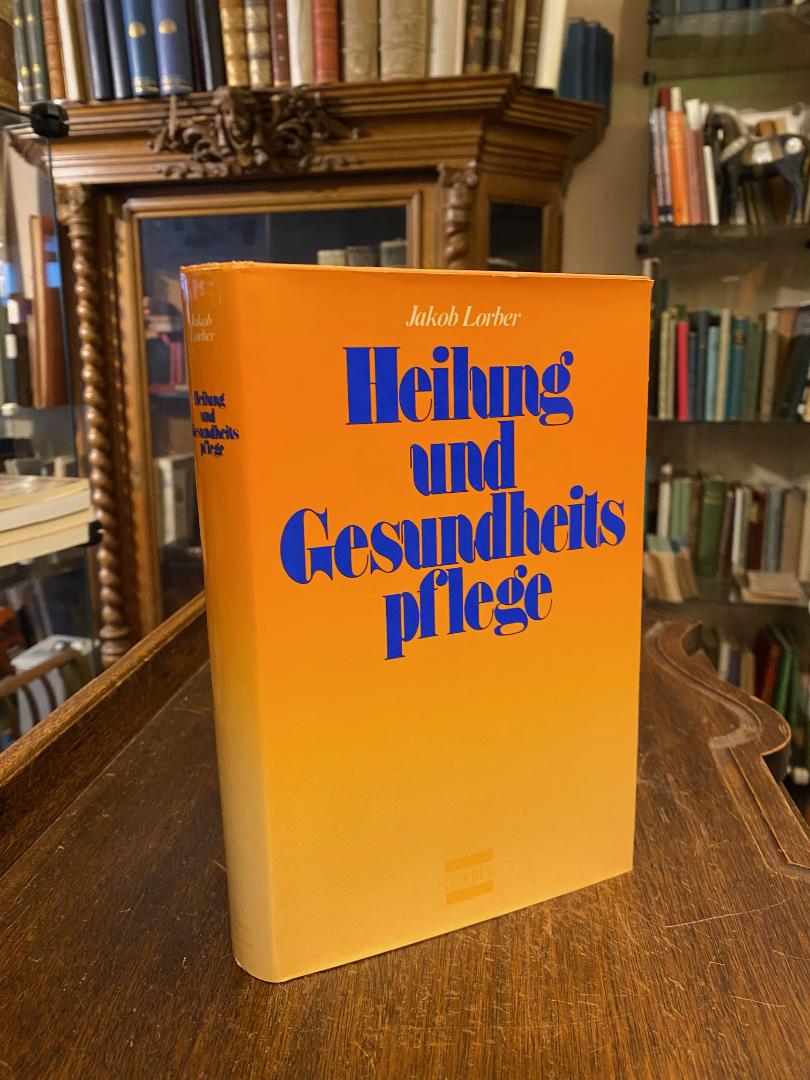 Jakob
Lorber
Heilung
und
Gesundheits
pflege
Jakob Lorber
Heilung
und
Gesundheits
pflege
LORBER